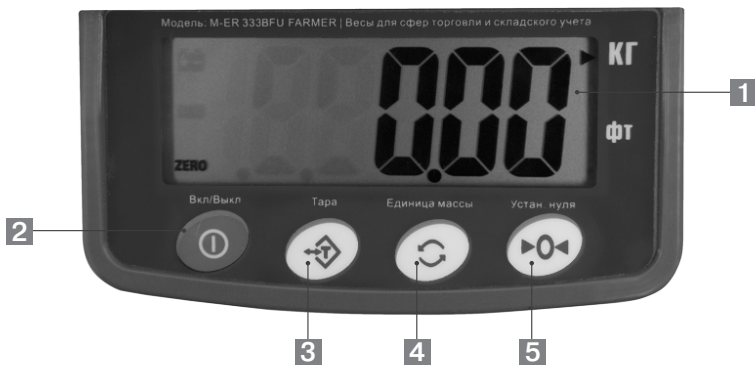 Модель: M-ER 333BFU FARMER | Весы для сфер торговли и складского учета
КГ
0.00
1
фт
ZERO
Вкл/Выкл Тара Единица массы Устан. нуля
2
T 0
3 4 5